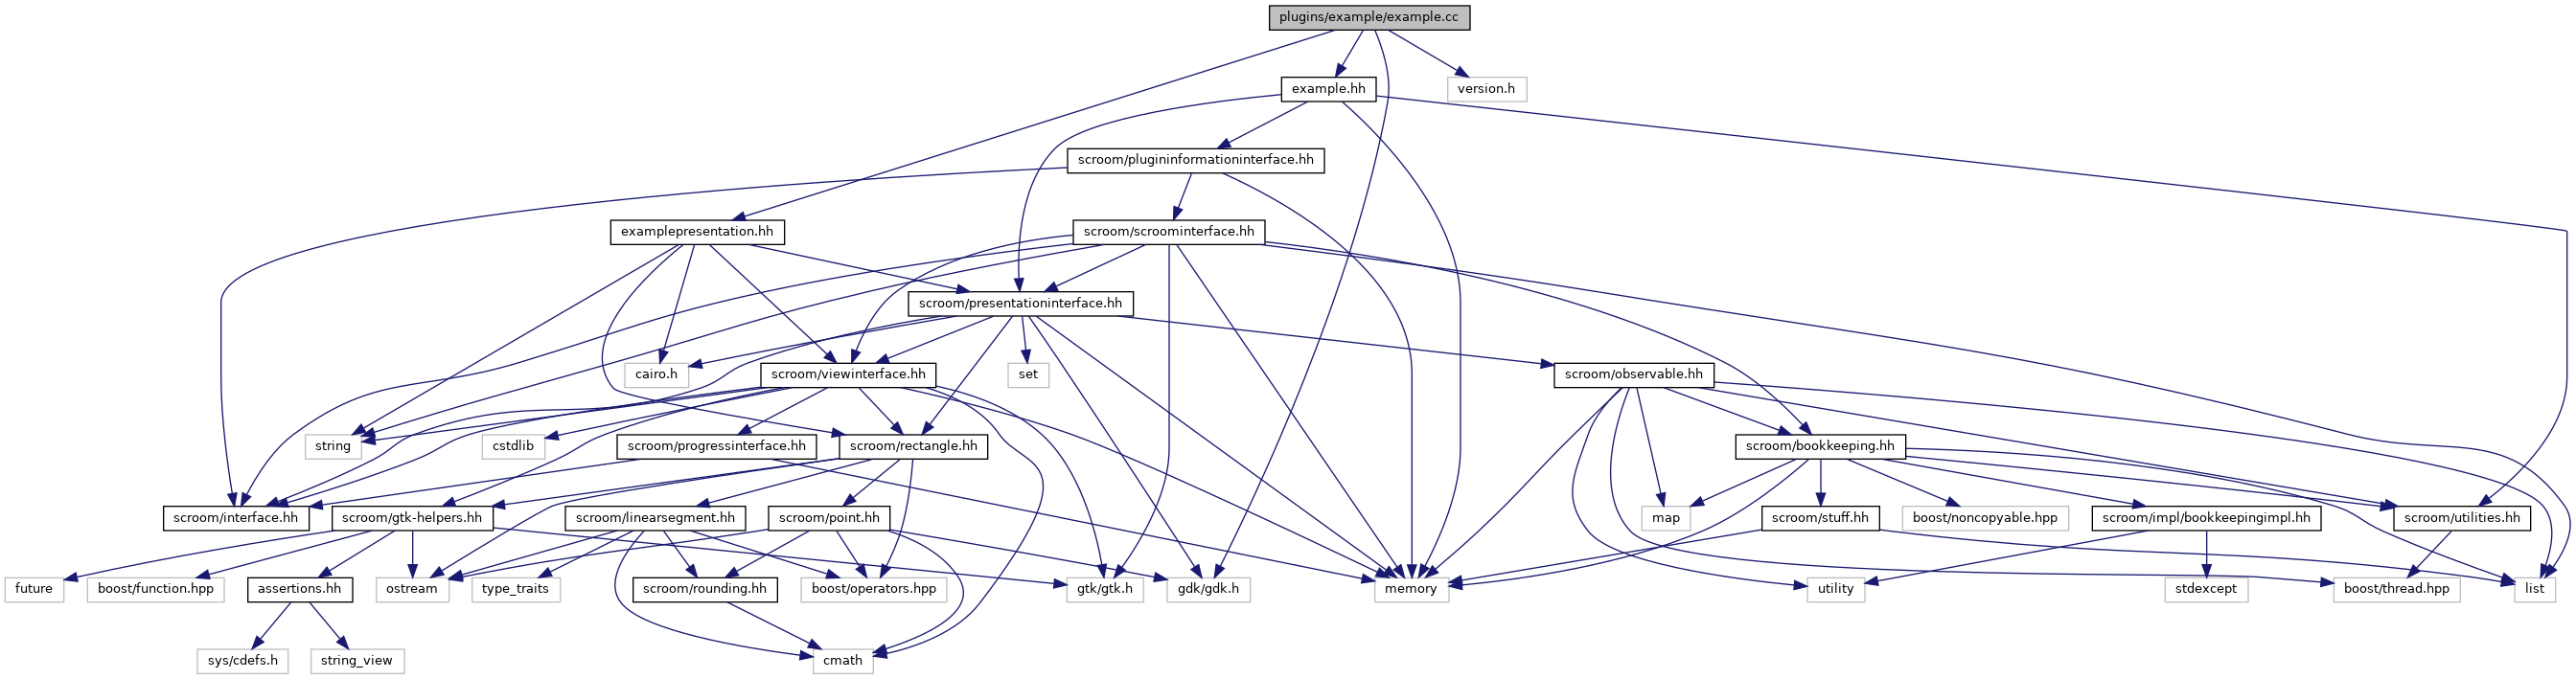 plugins/example/example.cc
example.hh
version.h
scroom/plugininformationinterface.hh
examplepresentation.hh
scroom/scroominterface.hh
scroom/presentationinterface.hh
cairo.h
scroom/viewinterface.hh
set
scroom/observable.hh
string
cstdlib
scroom/progressinterface.hh
scroom/rectangle.hh
scroom/bookkeeping.hh
scroom/interface.hh
scroom/gtk-helpers.hh
scroom/linearsegment.hh
scroom/point.hh
map
scroom/stuff.hh
boost/noncopyable.hpp
scroom/impl/bookkeepingimpl.hh
scroom/utilities.hh
future
boost/function.hpp
assertions.hh
ostream
type_traits
scroom/rounding.hh
boost/operators.hpp
gtk/gtk.h
gdk/gdk.h
memory
utility
stdexcept
boost/thread.hpp
list
sys/cdefs.h
string_view
cmath